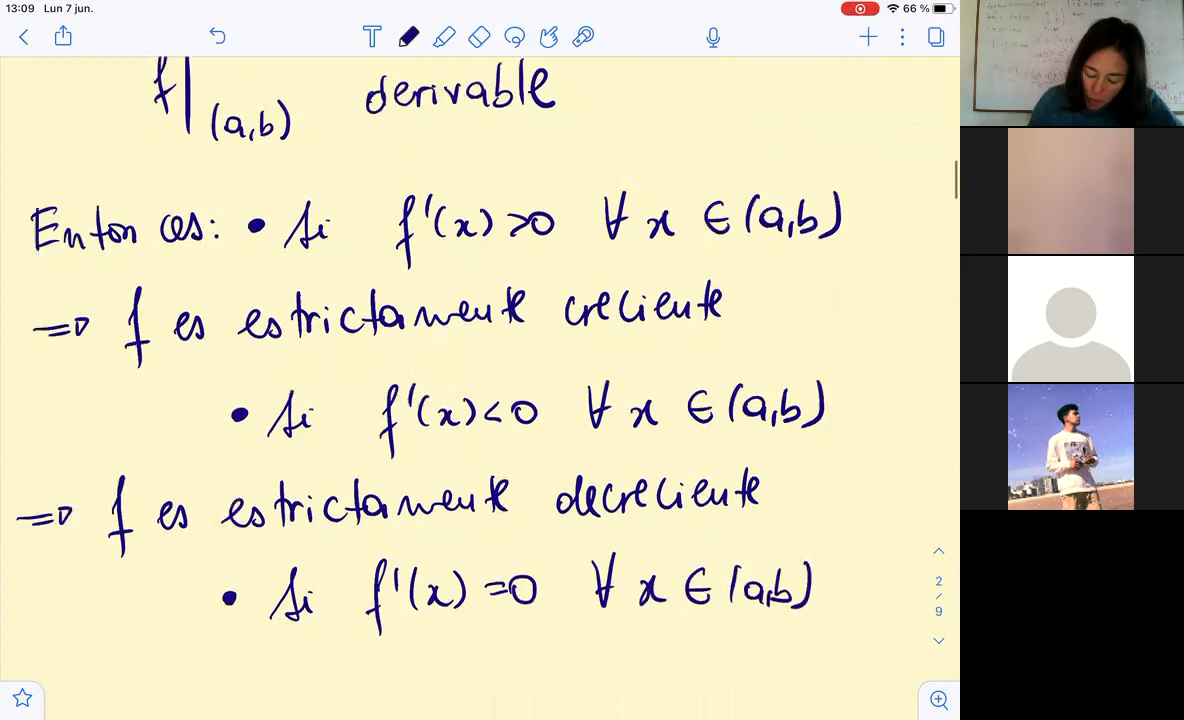 13:09 Lun 7 jun.
66 %
T
f|(a,b) derivable
Entonces: • Si f'(x)>0 ∀ x ∈ (a,b)
⇒ f es estrictamente creciente
• Si f'(x)<0 ∀ x ∈ (a,b)
⇒ f es estrictamente decreciente
• Si f'(x)=0 ∀ x ∈ (a,b)
2
/
9